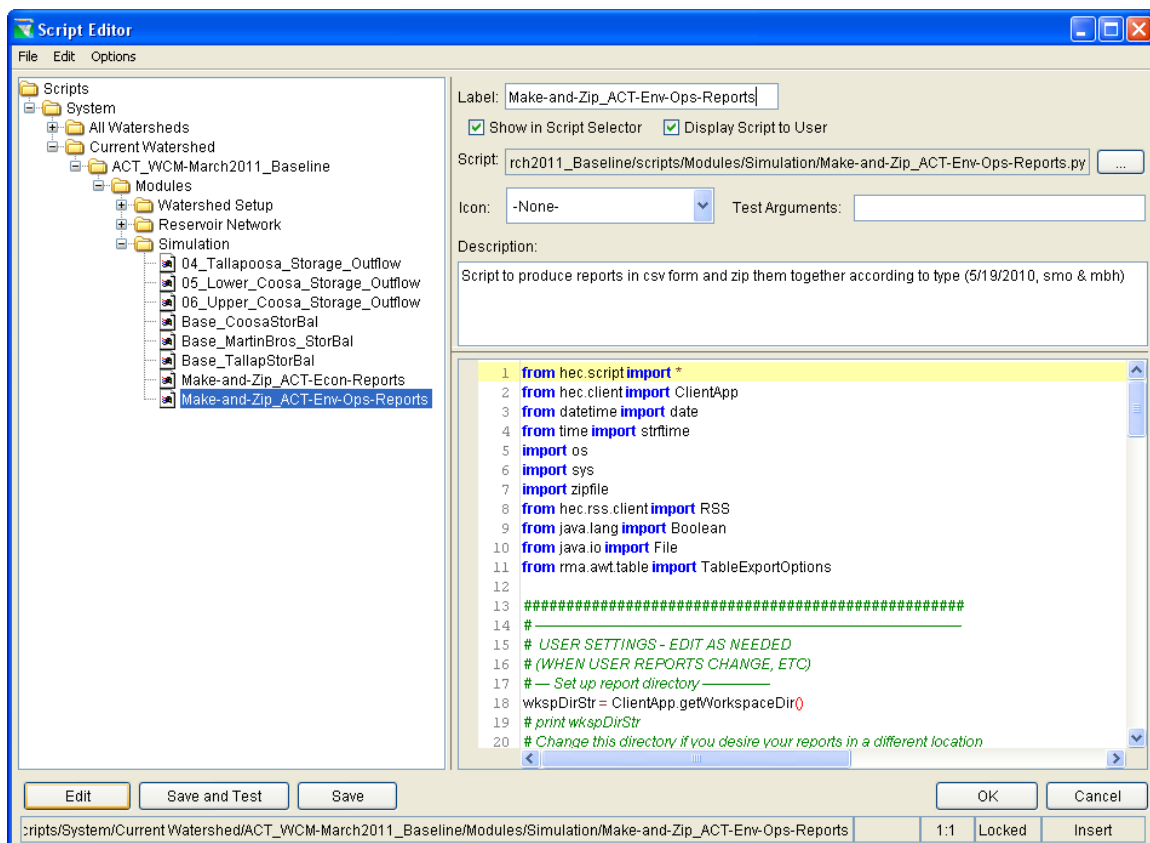 Script Editor
File Edit Options
Scripts
System
All Watersheds
Current Watershed
ACT_WCM-March2011_Baseline
Modules
Watershed Setup
Reservoir Network
Simulation
04_Tallapoosa_Storage_Outflow
05_Lower_Coosa_Storage_Outflow
06_Upper_Coosa_Storage_Outflow
Base_CoosaStorBal
Base_MartinBros_StorBal
Base_TallapStorBal
Make-and-Zip_ACT-Econ-Reports
Make-and-Zip_ACT-Env-Ops-Reports
Label: Make-and-Zip_ACT-Env-Ops-Reports
Show in Script Selector Display Script to User
Script: rch2011_Baseline/scripts/Modules/Simulation/Make-and-Zip_ACT-Env-Ops-Reports.py ...
Icon: -None- Test Arguments:
Description:
Script to produce reports in csv form and zip them together according to type (5/19/2010, smo & mbh)
1 from hec.script import *
2 from hec.client import ClientApp
3 from datetime import date
4 from time import strftime
5 import os
6 import sys
7 import zipfile
8 from hec.rss.client import RSS
9 from java.lang import Boolean
10 from java.io import File
11 from rma.awt.table import TableExportOptions
12
13 ####################################################
14 # ----------------------------------------------------
15 # USER SETTINGS - EDIT AS NEEDED
16 # (WHEN USER REPORTS CHANGE, ETC)
17 # --- Set up report directory ---------
18 wkspDirStr = ClientApp.getWorkspaceDir()
19 # print wkspDirStr
20 # Change this directory if you desire your reports in a different location
Edit Save and Test Save OK Cancel
ripts/System/Current Watershed/ACT_WCM-March2011_Baseline/Modules/Simulation/Make-and-Zip_ACT-Env-Ops-Reports 1:1 Locked Insert